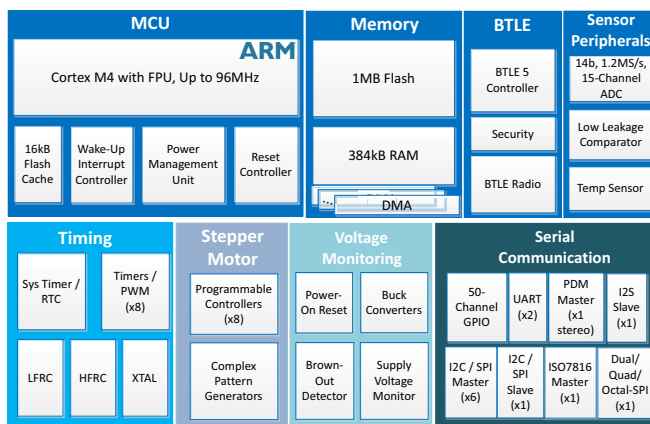 MCU
ARM
Cortex M4 with FPU, Up to 96MHz
16kB
Flash
Cache
Wake-Up
Interrupt
Controller
Power
Management
Unit
Reset
Controller
Memory
1MB Flash
384kB RAM
...
DMA
BTLE
BTLE 5
Controller
Security
BTLE Radio
Sensor
Peripherals
14b, 1.2MS/s,
15-Channel
ADC
Low Leakage
Comparator
Temp Sensor
Timing
Sys Timer /
RTC
Timers /
PWM
(x8)
LFRC
HFRC
XTAL
Stepper
Motor
Programmable
Controllers
(x8)
Complex
Pattern
Generators
Voltage
Monitoring
Power-
On Reset
Buck
Converters
Brown-
Out
Detector
Supply
Voltage
Monitor
Serial
Communication
50-
Channel
GPIO
UART
(x2)
PDM
Master
(x1
stereo)
I2S
Slave
(x1)
I2C / SPI
Master
(x6)
I2C /
SPI
Slave
(x1)
ISO7816
Master
(x1)
Dual/
Quad/
Octal-SPI
(x1)